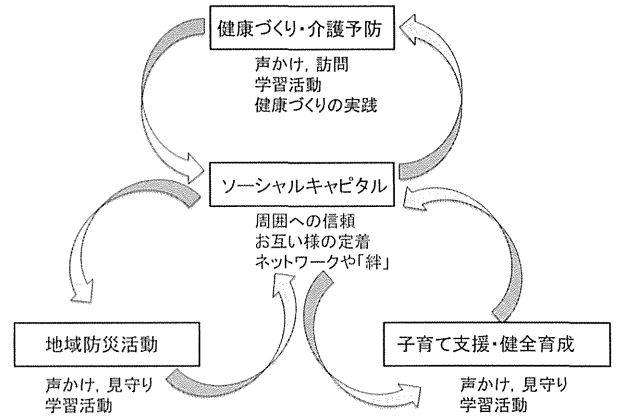 健康づくり・介護予防
声かけ, 訪問
学習活動
健康づくりの実践
ソーシャルキャピタル
周囲への信頼
お互い様の定着
ネットワークや「絆」
地域防災活動
声かけ, 見守り
学習活動
子育て支援・健全育成
声かけ, 見守り
学習活動